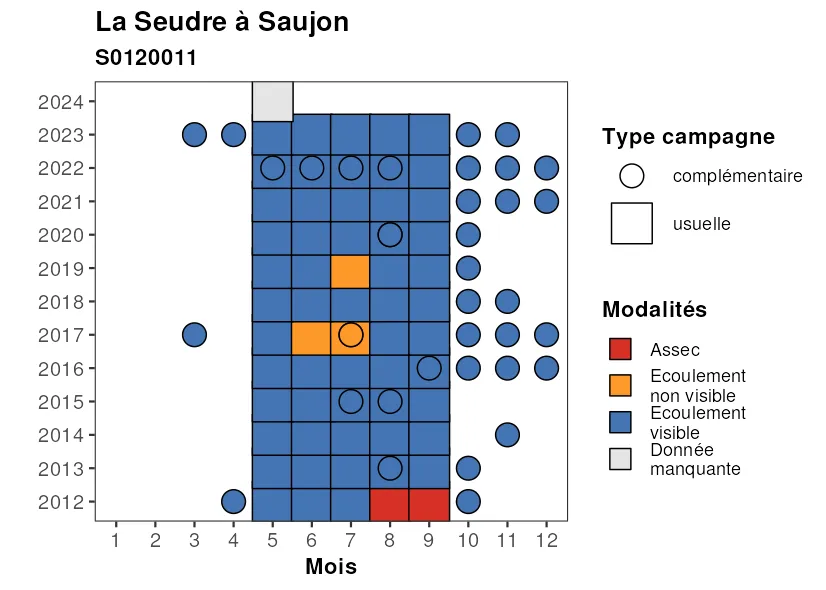 La Seudre à Saujon
S0120011
2024
2023
2022
2021
2020
2019
2018
2017
2016
2015
2014
2013
2012
1 2 3 4 5 6 7 8 9 10 11 12
Mois
Type campagne
complémentaire
usuelle
Modalités
Assec
Ecoulement
non visible
Ecoulement
visible
Donnée
manquante